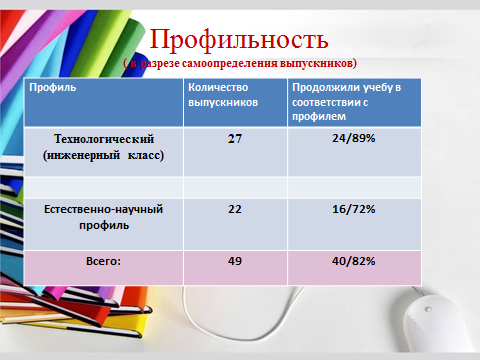 Профильность
( в разрезе самоопределения выпускников)
Профиль
Количество
выпускников
Продолжили учебу в
соответствии с
профилем
Технологический
(инженерный класс)
27
24/89%
Естественно-научный
профиль
22
16/72%
Всего:
49
40/82%